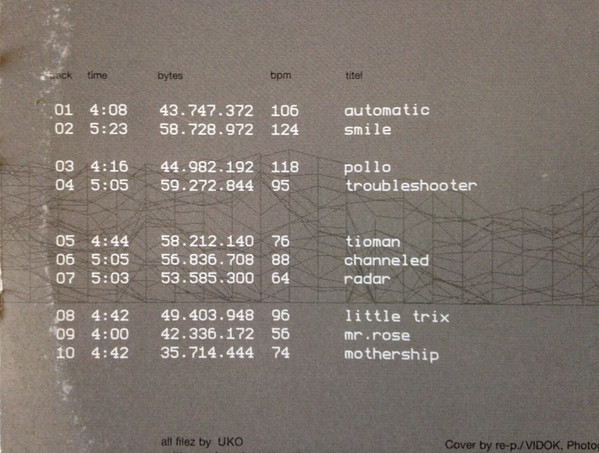 time bytes bpm titel
01 4:08 43.747.372 106 automatic
02 5:23 58.728.972 124 smile
03 4:16 44.982.192 118 pollo
04 5:05 59.272.844 95 troubleshooter
05 4:44 58.212.140 76 tioman
06 5:05 56.836.708 88 channeled
07 5:03 53.585.300 64 radar
08 4:42 49.403.948 96 little trix
09 4:00 42.336.172 56 mr.rose
10 4:42 35.714.444 74 mothership
all filez by UKO Cover by re-p./VIDOK, Photo